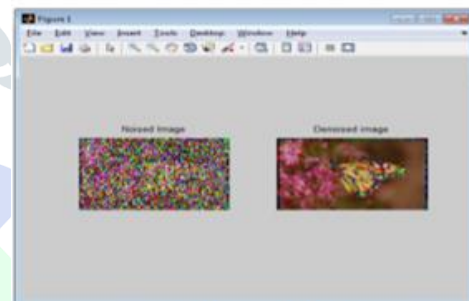 Figure 1
File Edit View Insert Tools Desktop Window Help
Noised Image
Denoised image